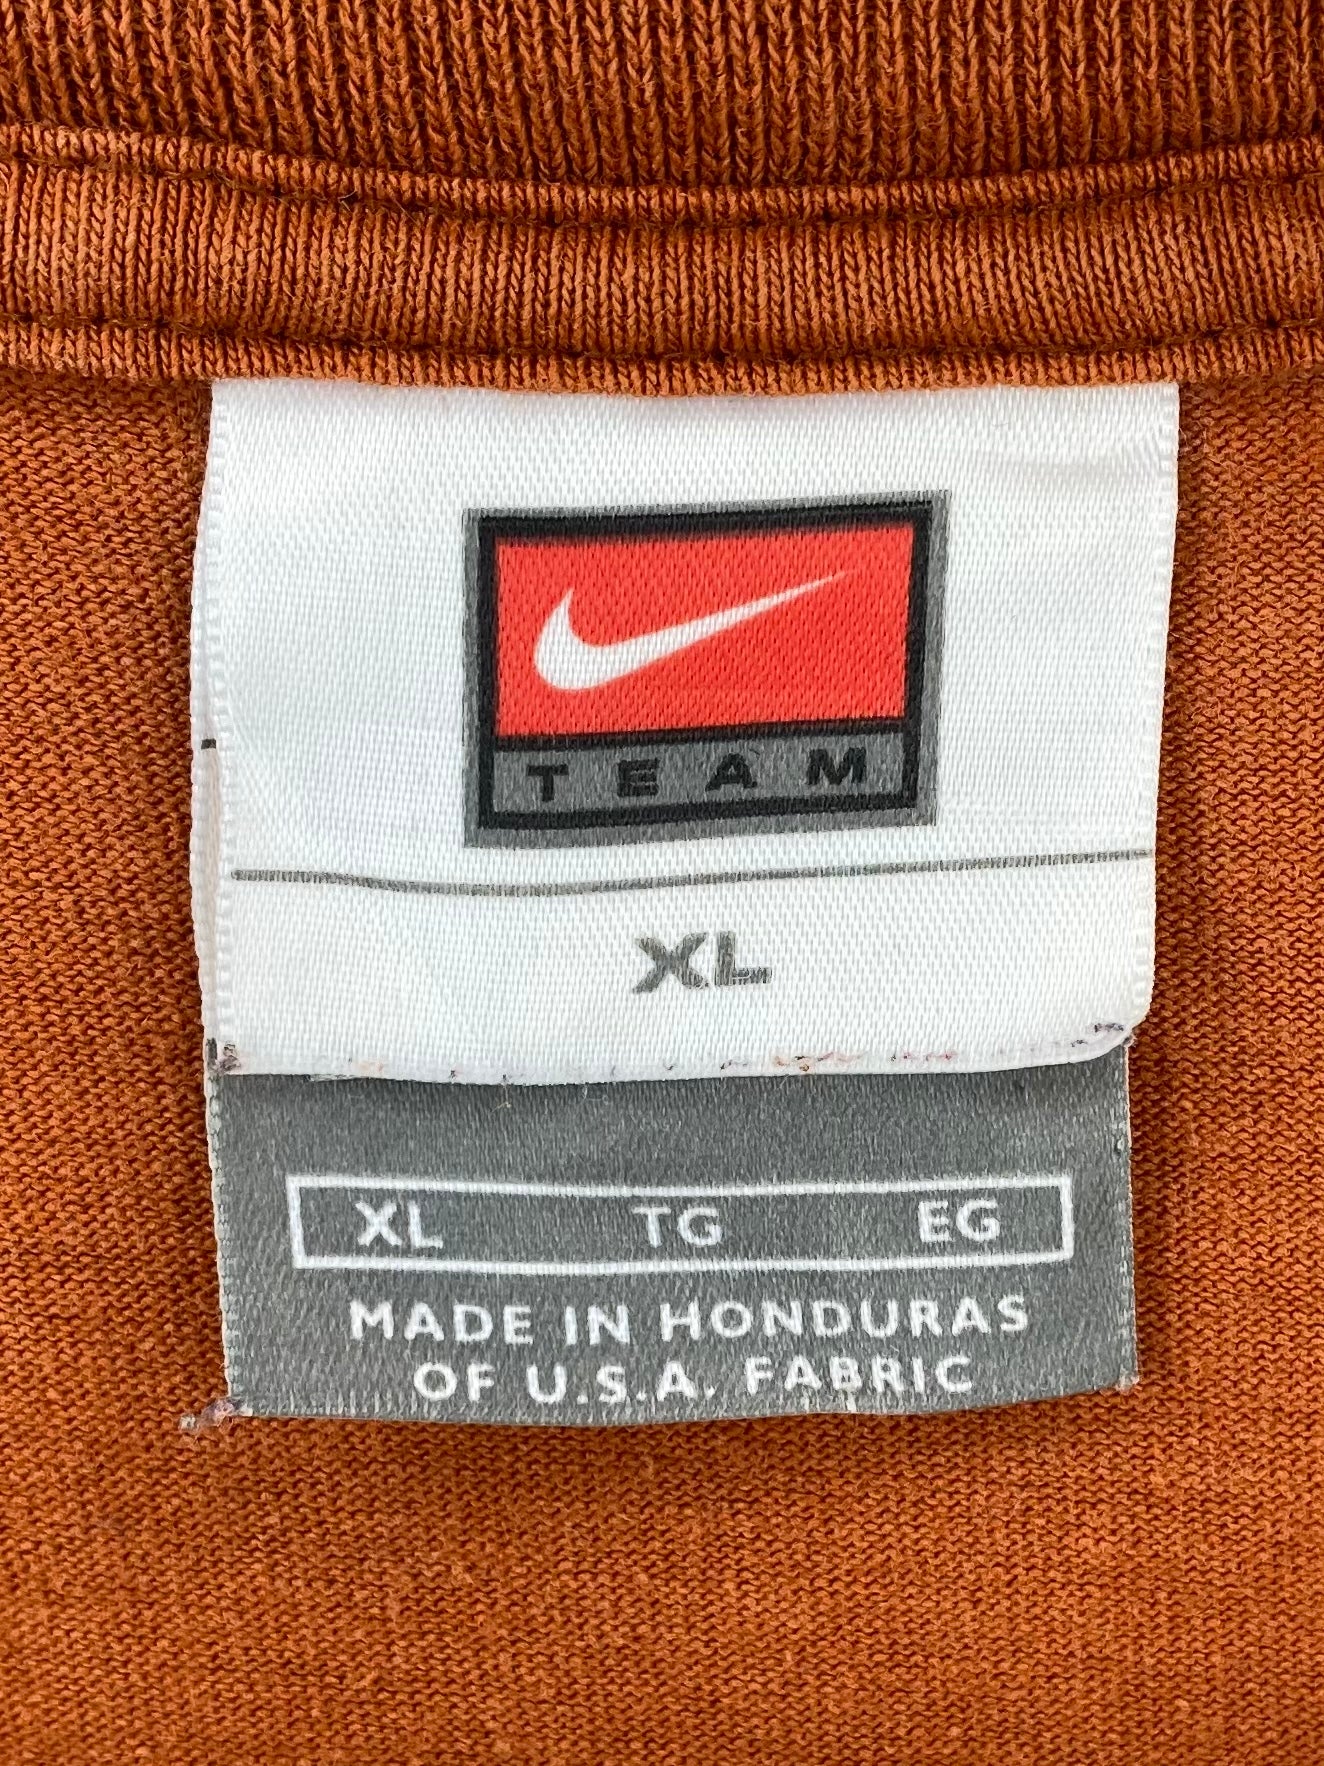 TEAM
XL
XL TG EG
MADE IN HONDURAS
OF U.S.A. FABRIC